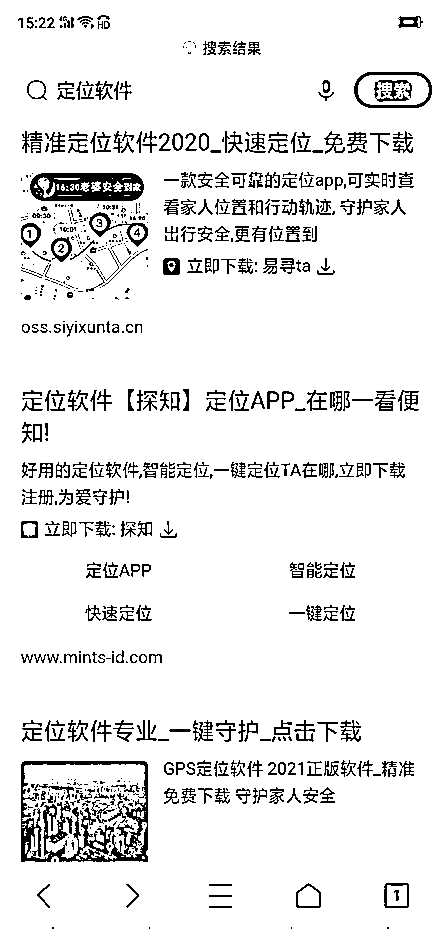 15:22
搜索结果
定位软件
搜索
精准定位软件2020_快速定位_免费下载
16:30老婆安全到家
09:30
10:01
10:31
1
2
3
4
一款安全可靠的定位app,可实时查
看家人位置和行动轨迹, 守护家人
出行安全,更有位置到
立即下载: 易寻ta
oss.siyixunta.cn
定位软件【探知】定位APP_在哪一看便
知!
好用的定位软件,智能定位,一键定位TA在哪,立即下载
注册,为爱守护!
立即下载: 探知
定位APP
智能定位
快速定位
一键定位
www.mints-id.com
定位软件专业_一键守护_点击下载
GPS定位软件 2021正版软件_精准
免费下载 守护家人安全
1